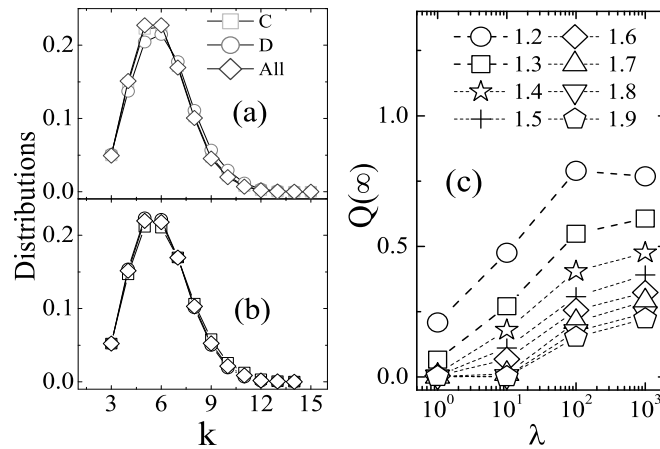 Distributions
0.2
0.1
0.0
C
D
All
(a)
0.2
0.1
0.0
(b)
3 6 9 12 15
k
Q(∞)
1.0
0.5
0.0
1.2 1.6
1.3 1.7
1.4 1.8
1.5 1.9
(c)
10⁰ 10¹ 10² 10³
λ